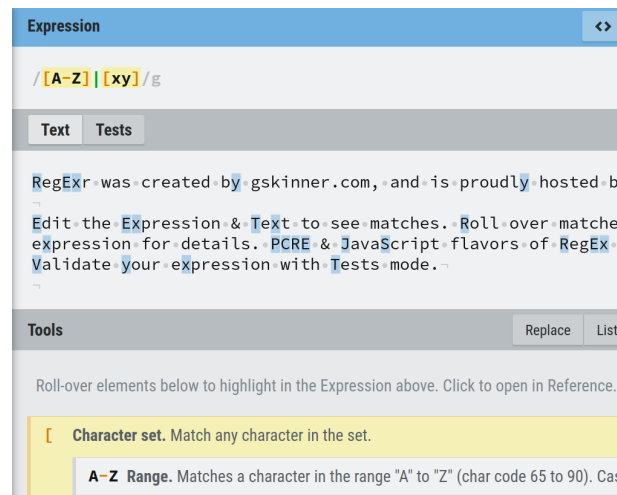 Expression
<>
/[A-Z]|[xy]/g
Text Tests
RegExr was created by gskinner.com, and is proudly hosted b
Edit the Expression & Text to see matches. Roll over matche
expression for details. PCRE & JavaScript flavors of RegEx
Validate your expression with Tests mode.
Tools Replace List
Roll-over elements below to highlight in the Expression above. Click to open in Reference.
[ Character set. Match any character in the set.
A-Z Range. Matches a character in the range "A" to "Z" (char code 65 to 90). Cas